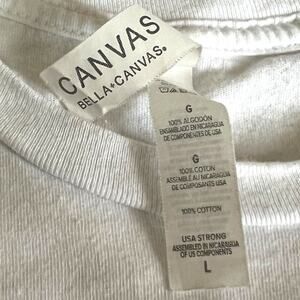 CANVAS
BELLA+CANVAS®
G
100% ALGODÓN
ENSAMBLADO EN NICARAGUA
DE COMPONENTES DE USA
G
100% COTON
ASSEMBLE AU NICARAGUA
DE COMPOSANTS USA
100% COTTON
USA STRONG
ASSEMBLED IN NICARAGUA
OF US COMPONENTS
L